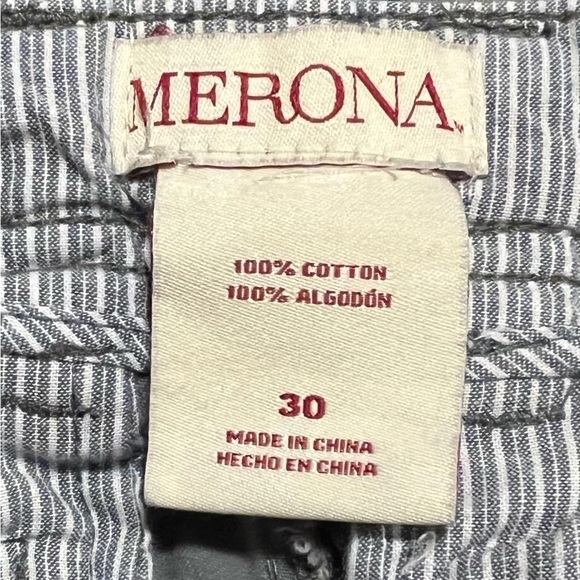 MERONA
100% COTTON
100% ALGODÓN
30
MADE IN CHINA
HECHO EN CHINA